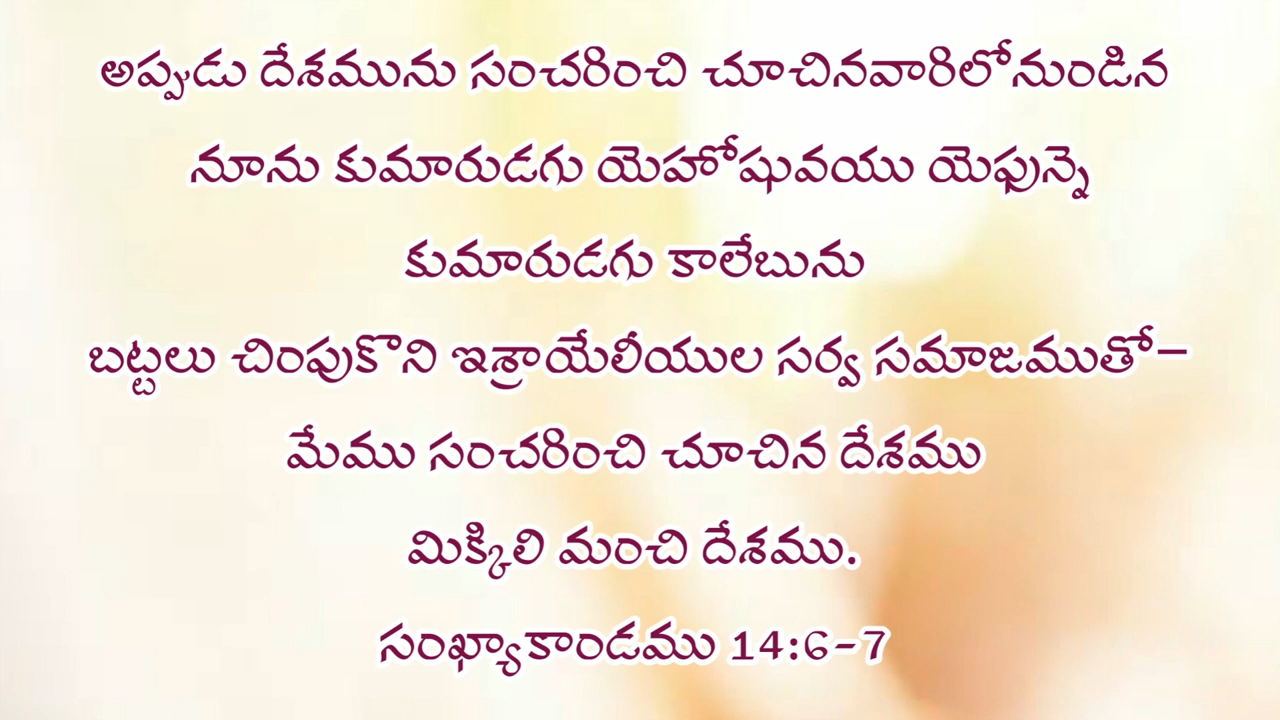 అప్పుడు దేశమును సంచరించి చూచినవారిలోనుండిన
నూను కుమారుడగు యెహోషువయు యెఫున్నె
కుమారుడగు కాలేబును
బట్టలు చింపుకొని ఇశ్రాయేలీయుల సర్వ సమాజముతో–
మేము సంచరించి చూచిన దేశము
మిక్కిలి మంచి దేశము.
సంఖ్యాకాండము 14:6-7